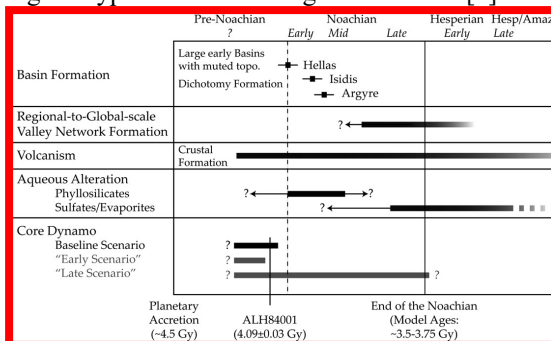 Pre-Noachian Noachian Hesperian Hesp/Amaz
? Early Mid Late Early Late
Large early Basins
with muted topo.
Hellas
Isidis
Dichotomy Formation
Argyre
Basin Formation
Regional-to-Global-scale
Valley Network Formation
?
Volcanism
Crustal
Formation
Aqueous Alteration
Phyllosilicates
? ?
Sulfates/Evaporites
?
Core Dynamo
Baseline Scenario
?
"Early Scenario"
?
"Late Scenario"
? ?
Planetary
Accretion
(~4.5 Gy)
ALH84001
(4.09±0.03 Gy)
End of the Noachian
(Model Ages:
~3.5-3.75 Gy)